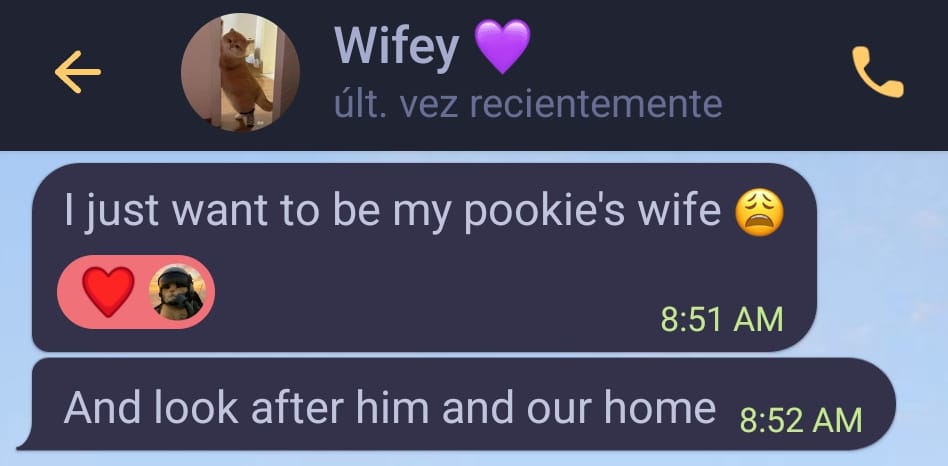 Wifey 💜
últ. vez recientemente
I just want to be my pookie's wife 😩
❤️
8:51 AM
And look after him and our home 8:52 AM